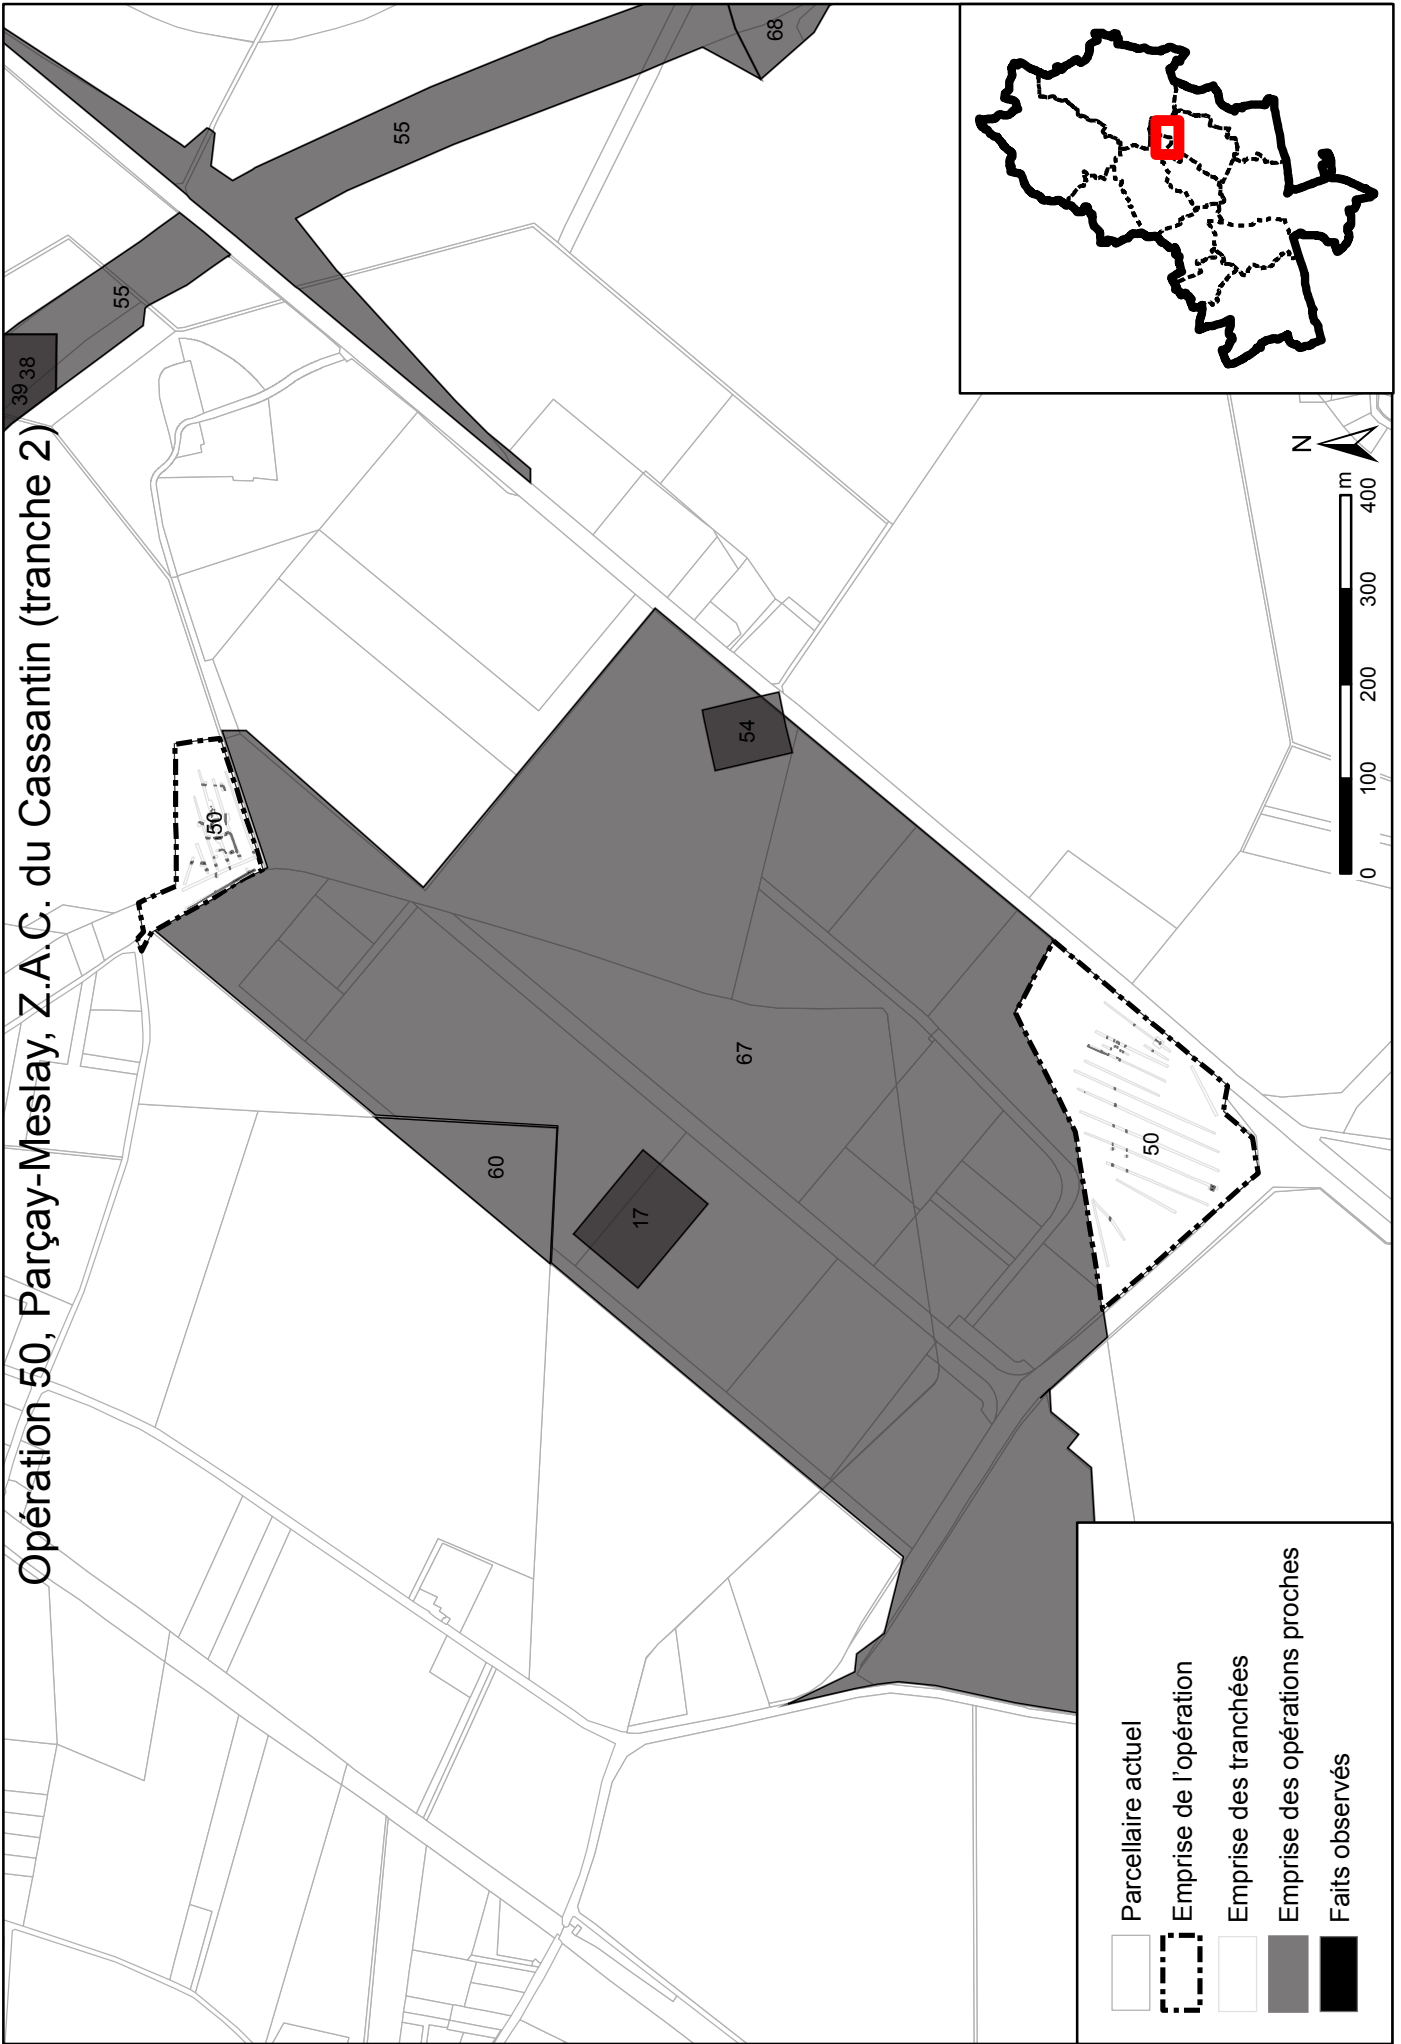 Opération 50, Parçay-Meslay, Z.A.C. du Cassantin (tranche 2)
39
38
55
55
68
50
54
67
60
17
50
N
0
100
200
300
400
m
Parcellaire actuel
Emprise de l'opération
Emprise des tranchées
Emprise des opérations proches
Faits observés